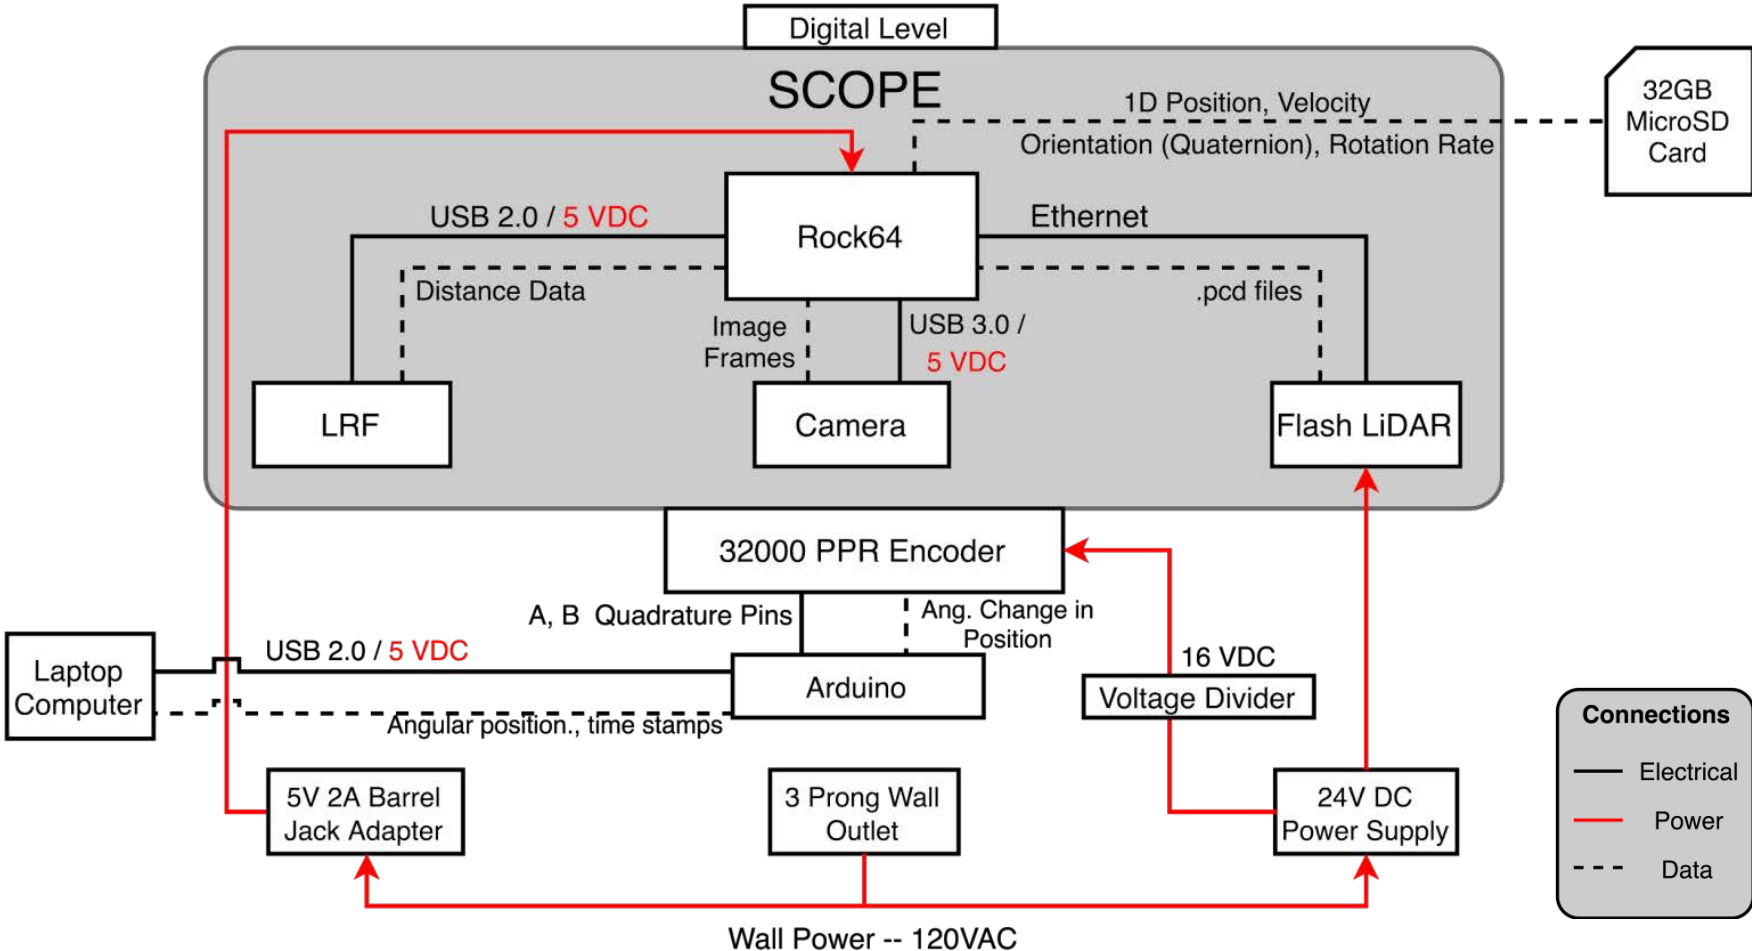 Digital Level
SCOPE
1D Position, Velocity
Orientation (Quaternion), Rotation Rate
32GB
MicroSD
Card
USB 2.0 / 5 VDC
Rock64
Ethernet
Distance Data
.pcd files
Image
Frames
USB 3.0 /
5 VDC
LRF
Camera
Flash LiDAR
32000 PPR Encoder
A, B Quadrature Pins
Ang. Change in
Position
Laptop
Computer
USB 2.0 / 5 VDC
Arduino
Angular position., time stamps
16 VDC
Voltage Divider
5V 2A Barrel
Jack Adapter
3 Prong Wall
Outlet
24V DC
Power Supply
Wall Power -- 120VAC
Connections
Electrical
Power
Data